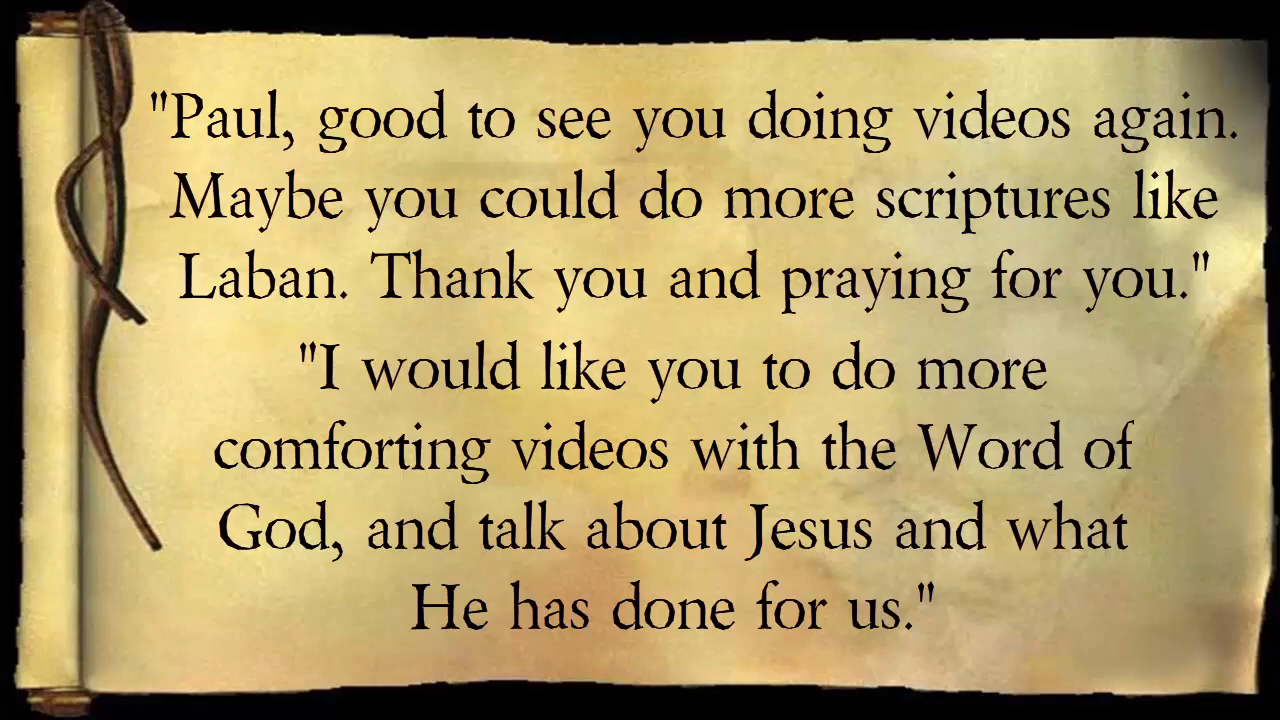 "Paul, good to see you doing videos again.
Maybe you could do more scriptures like
Laban. Thank you and praying for you."
"I would like you to do more
comforting videos with the Word of
God, and talk about Jesus and what
He has done for us."